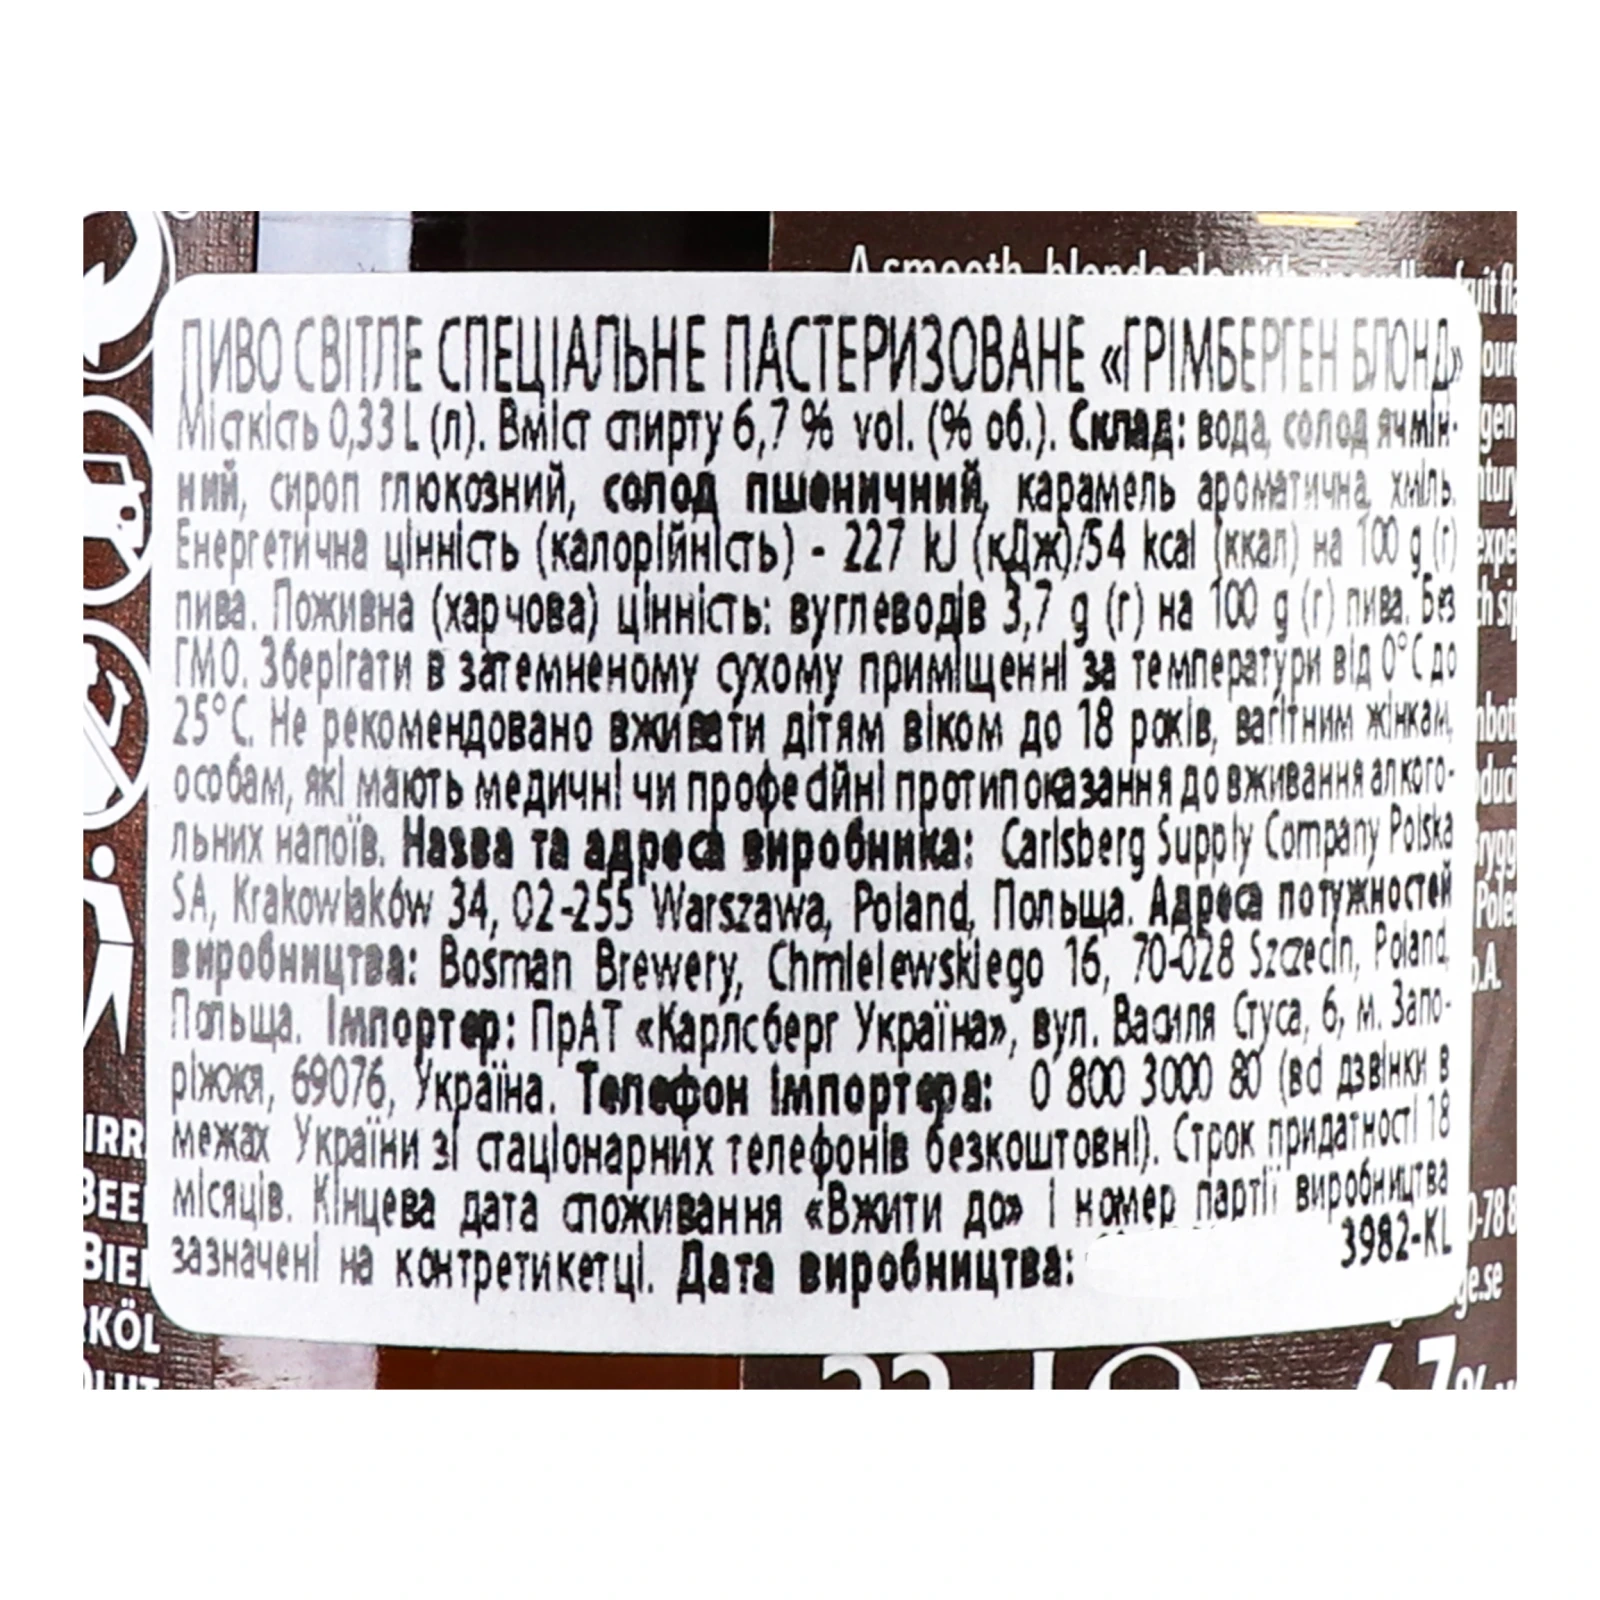 A smooth, blonde ale with
ПИВО СВІТЛЕ СПЕЦІАЛЬНЕ ПАСТЕРИЗОВАНЕ «ГРІМБЕРГЕН БЛОНД»
Місткість 0,33 L (л). Вміст спирту 6,7 % vol. (% об.). Склад: вода, солод ячмін-
ний, сироп глюкозний, солод пшеничний, карамель ароматична, хміль.
Енергетична цінність (калорійність) - 227 kJ (кДж)/54 kcal (ккал) на 100 g (г)
пива. Поживна (харчова) цінність: вуглеводів 3,7 g (г) на 100 g (г) пива. Без
ГМО. Зберігати в затемненому сухому приміщенні за температури від 0°С до
25°С. Не рекомендовано вживати дітям віком до 18 років, вагітним жінкам,
особам, які мають медичні чи професійні протипоказання до вживання алкого-
льних напоїв. Назва та адреса виробника: Carlsberg Supply Company Polska
SA, Krakowiaków 34, 02-255 Warszawa, Poland, Польща. Адреса потужностей
виробництва: Bosman Brewery, Chmielewskiego 16, 70-028 Szczecin, Poland,
Польща. Імпортер: ПрАТ «Карлсберг Україна», вул. Василя Стуса, 6, м. Запо-
ріжжя, 69076, Україна. Телефон імпортера: 0 800 3000 80 (всі дзвінки в
межах України зі стаціонарних телефонів безкоштовні). Строк придатності 18
місяців. Кінцева дата споживання «Вжити до» і номер партії виробництва
зазначені на контретикетці. Дата виробництва: 3982-KL
6,7%